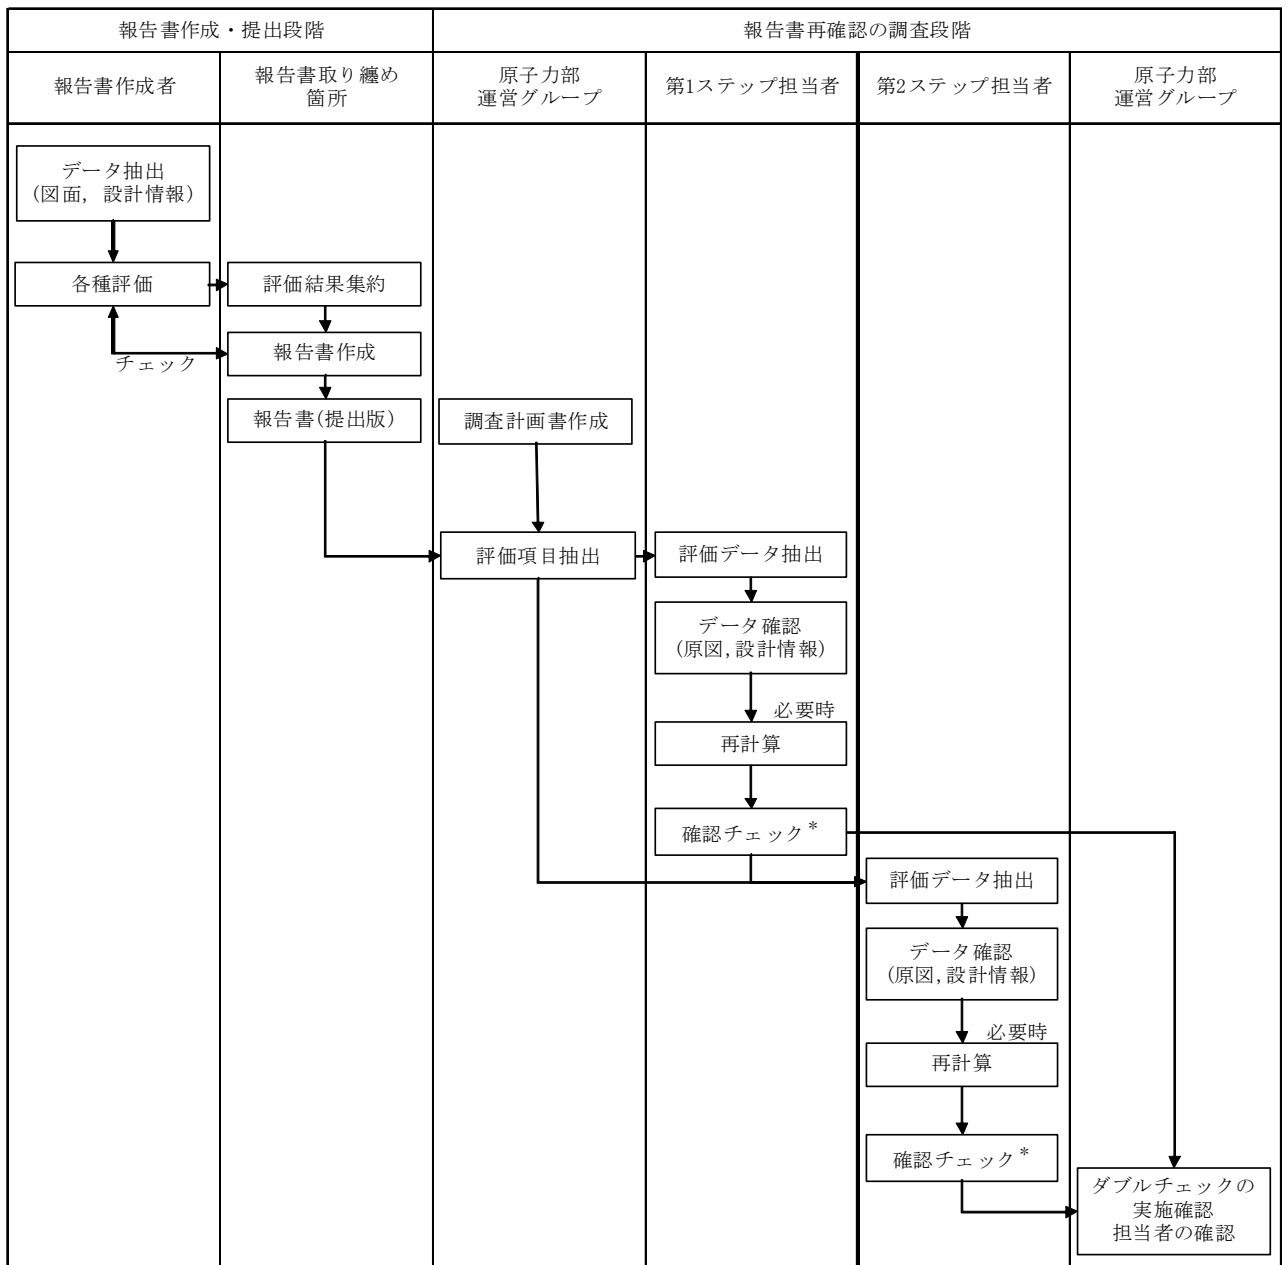 報告書作成・提出段階
報告書再確認の調査段階
報告書作成者
報告書取り纏め
箇所
原子力部
運営グループ
第1ステップ担当者
第2ステップ担当者
原子力部
運営グループ
データ抽出
(図面, 設計情報)
各種評価
評価結果集約
チェック
報告書作成
報告書(提出版)
調査計画書作成
評価項目抽出
評価データ抽出
データ確認
(原図,設計情報)
必要時
再計算
確認チェック*
評価データ抽出
データ確認
(原図,設計情報)
必要時
再計算
確認チェック*
ダブルチェックの
実施確認
担当者の確認